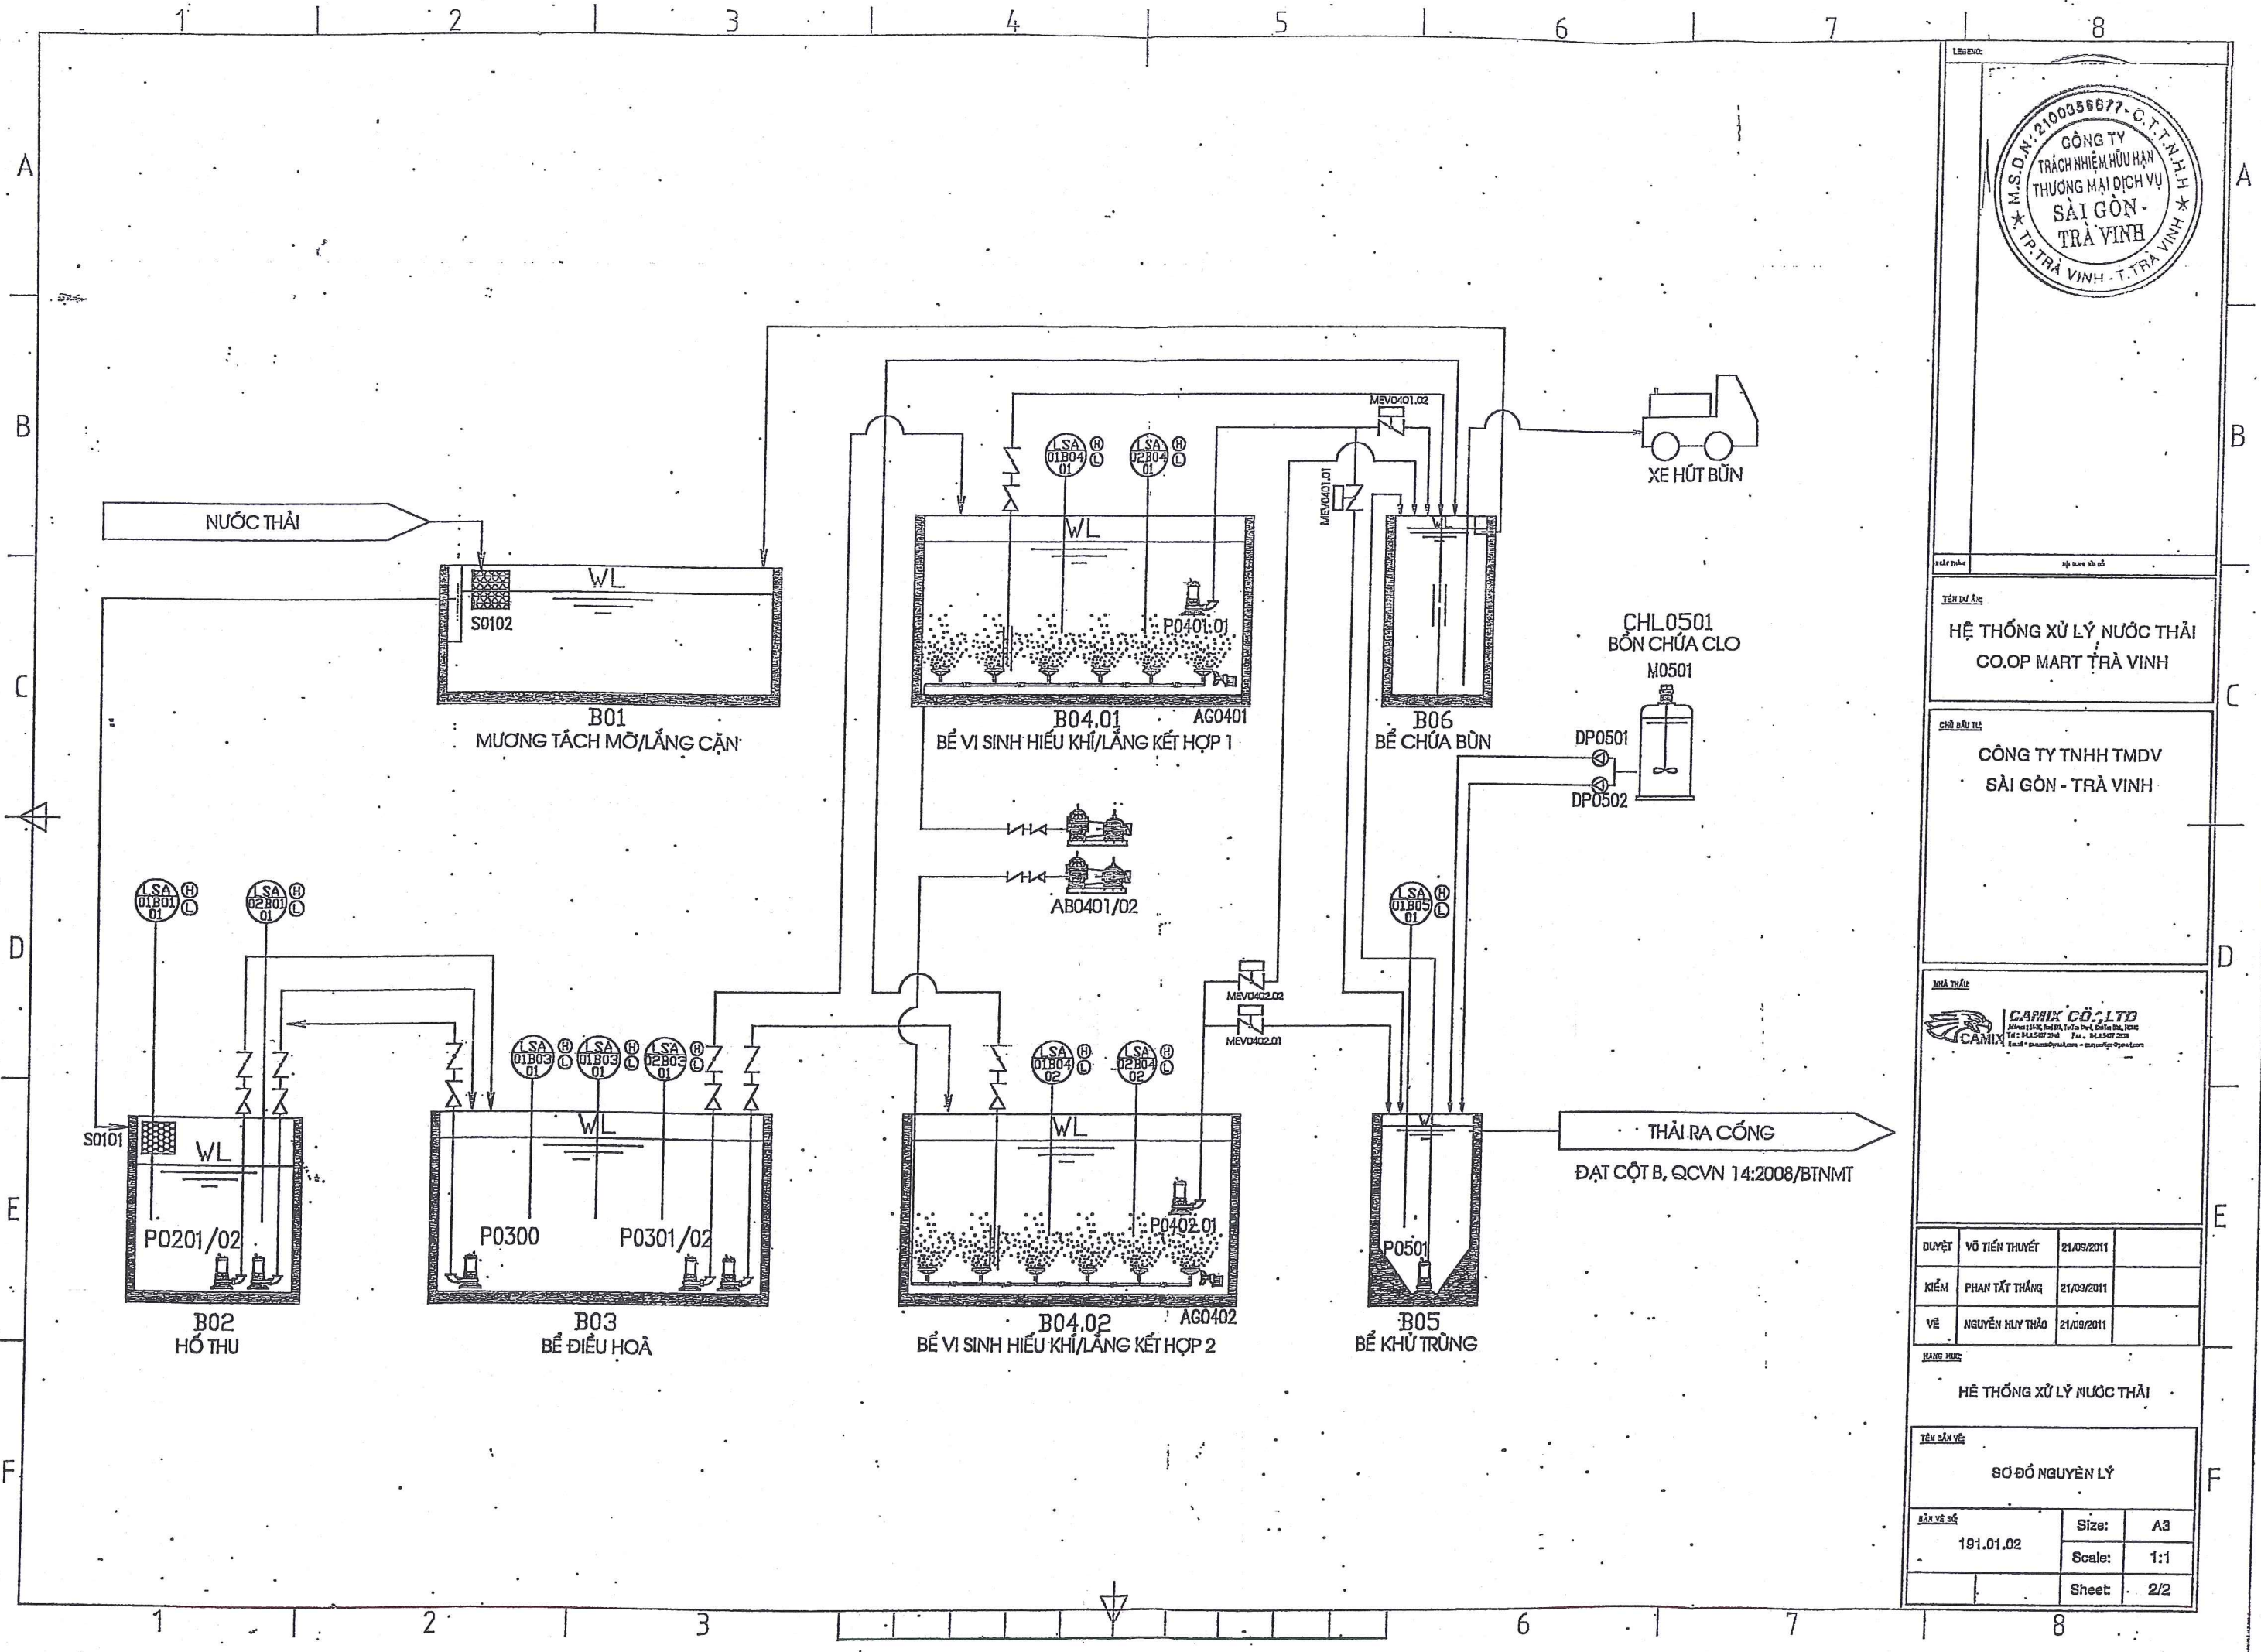 1 2 3 4 5 6 7 8
A A
B B
C C
D D
E E
F F
LEGEND:
M.S.D.N: 2100356677 - C.T.T.N.H.H
CÔNG TY
TRÁCH NHIỆM HỮU HẠN
THƯƠNG MẠI DỊCH VỤ
SÀI GÒN -
TRÀ VINH
★ TP. TRÀ VINH - T. TRÀ VINH ★
MEV0401.02
LSA
01B04
01
H
L
LSA
02B04
01
H
L
XE HÚT BÙN
MEV0401.01
NƯỚC THẢI
WL
WL
WL
S0102
P0401.01
B01
MƯƠNG TÁCH MỠ/LẮNG CẶN
B04.01
AG0401
BỂ VI SINH HIẾU KHÍ/LẮNG KẾT HỢP 1
B06
BỂ CHỨA BÙN
CHL0501
BỒN CHỨA CLO
M0501
DP0501
DP0502
AB0401/02
LSA
01B01
01
H
L
LSA
02B01
01
H
L
LSA
01B05
01
H
L
MEV0402.02
MEV0402.01
LSA
01B03
01
H
L
LSA
01B03
01
H
L
LSA
02B03
01
H
L
LSA
01B04
02
H
L
LSA
02B04
02
H
L
S0101
WL
WL
WL
W
P0201/02
P0300
P0301/02
P0402.01
P0501
THẢI RA CỐNG
ĐẠT CỘT B, QCVN 14:2008/BTNMT
B02
HỐ THU
B03
BỂ ĐIỀU HOÀ
B04.02
AG0402
BỂ VI SINH HIẾU KHÍ/LẮNG KẾT HỢP 2
B05
BỂ KHỬ TRÙNG
TÊN DỰ ÁN:
HỆ THỐNG XỬ LÝ NƯỚC THẢI
CO.OP MART TRÀ VINH
CHỦ ĐẦU TƯ:
CÔNG TY TNHH TMDV
SÀI GÒN - TRÀ VINH
NHÀ THẦU:
CAMIX
CAMIX CO., LTD
DUYỆT VÕ TIẾN THUYẾT 21/09/2011
KIỂM PHAN TẤT THẮNG 21/09/2011
VẼ NGUYỄN HUY THẢO 21/09/2011
HẠNG MỤC:
HỆ THỐNG XỬ LÝ NƯỚC THẢI
TÊN BẢN VẼ:
SƠ ĐỒ NGUYÊN LÝ
BẢN VẼ SỐ:
191.01.02
Size: A3
Scale: 1:1
Sheet: 2/2
1 2 3 6 7 8